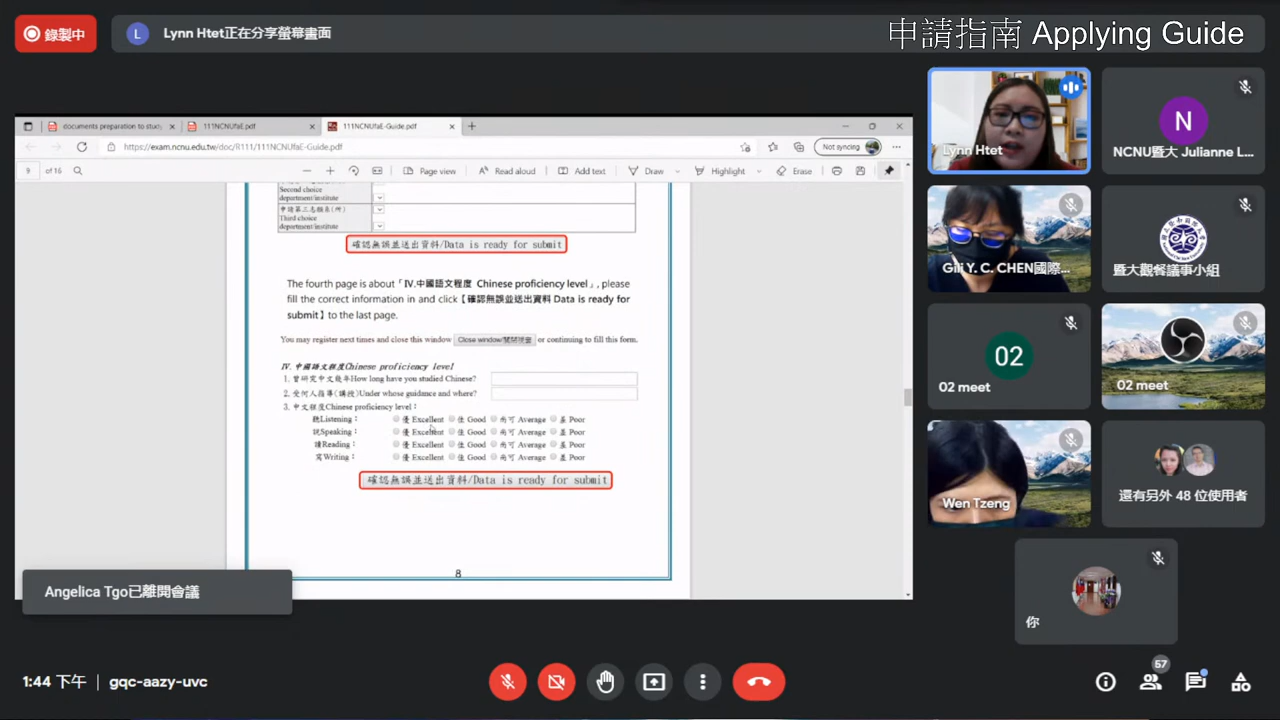 錄製中
L
Lynn Htet正在分享螢幕畫面
申請指南 Applying Guide
documents preparation to study
111NCNUfaE.pdf
111NCNUfaE-Guide.pdf
https://exam.ncnu.edu.tw/doc/R111/111NCNUfaE-Guide.pdf
Not syncing
9 of 16
Page view
Read aloud
Add text
Draw
Highlight
Erase
Second choice
department/institute
申請第三志願系(所)
Third choice
department/institute
確認無誤並送出資料/Data is ready for submit
The fourth page is about「IV.中國語文程度 Chinese proficiency level」, please
fill the correct information in and click【確認無誤並送出資料 Data is ready for
submit】to the last page.
You may register next times and close this window Close window/關閉視窗 or continuing to fill this form.
IV. 中國語文程度Chinese proficiency level
1. 曾研究中文幾年How long have you studied Chinese?
2. 受何人指導(講授)Under whose guidance and where?
3. 中文程度Chinese proficiency level：
聽Listening： 優 Excellent 佳 Good 尚可 Average 差 Poor
說Speaking： 優 Excellent 佳 Good 尚可 Average 差 Poor
讀Reading： 優 Excellent 佳 Good 尚可 Average 差 Poor
寫Writing： 優 Excellent 佳 Good 尚可 Average 差 Poor
確認無誤並送出資料/Data is ready for submit
8
Angelica Tgo已離開會議
Lynn Htet
N
NCNU暨大 Julianne L...
Gili Y. C. CHEN國際...
暨大觀餐議事小組
02
02 meet
02 meet
Wen Tzeng
還有另外 48 位使用者
你
1:44 下午
gqc-aazy-uvc
57